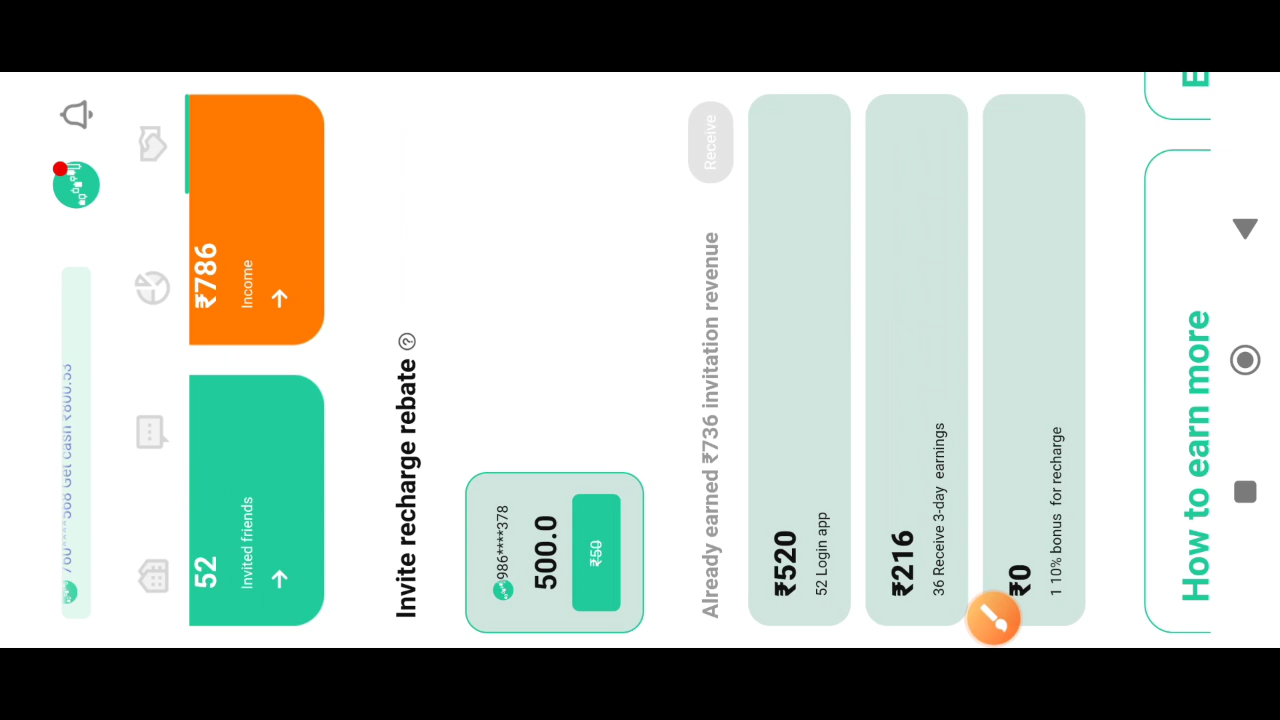 ₹786
Income
52
Invited friends
Invite recharge rebate
986****378
500.0
₹50
Already earned ₹736 invitation revenue
Receive
₹520
52 Login app
₹216
36 Receive 3-day earnings
₹0
1 10% bonus for recharge
How to earn more